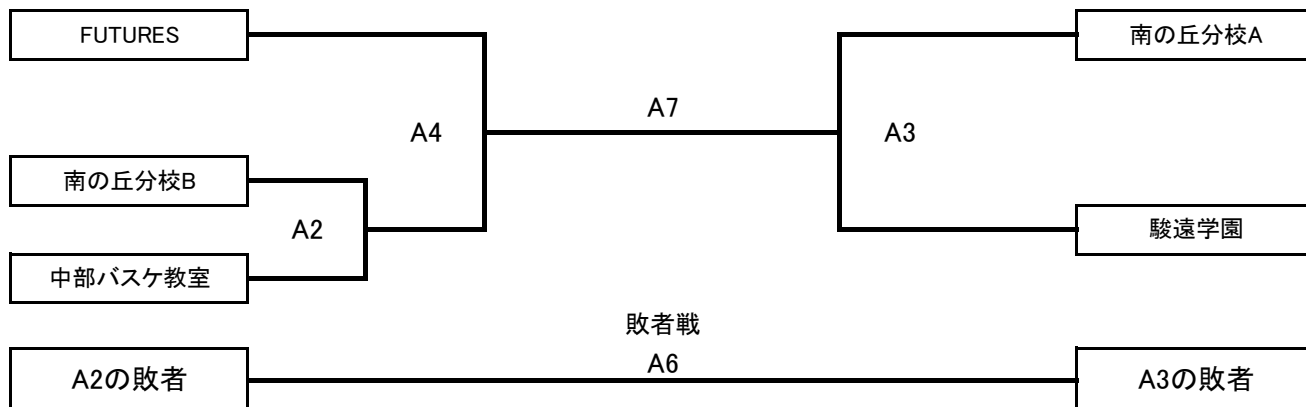 FUTURES
南の丘分校A
A7
A4
A3
南の丘分校B
A2
駿遠学園
中部バスケ教室
敗者戦
A2の敗者
A6
A3の敗者